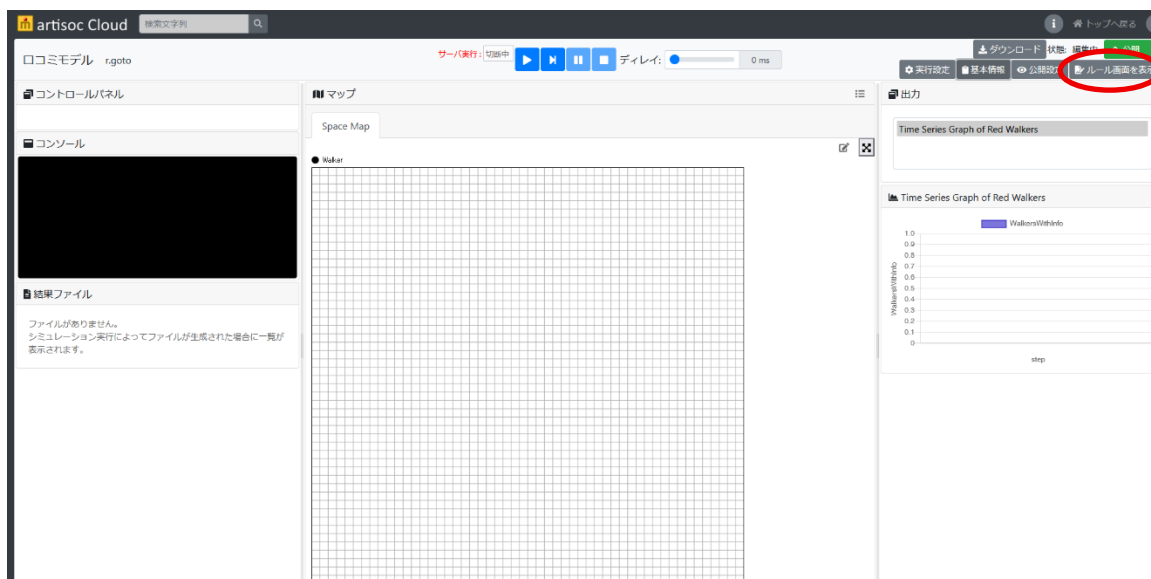 artisoc Cloud 検索文字列
トップへ戻る
ロコミモデル r.goto
サーバ実行: 切断中
ディレイ: 0 ms
ダウンロード 状態: 編集中
実行設定 基本情報 公開設定 ルール画面を表示
コントロールパネル
コンソール
結果ファイル
ファイルがありません。
シミュレーション実行によってファイルが生成された場合に一覧が
表示されます。
マップ
Space Map
Walker
出力
Time Series Graph of Red Walkers
Time Series Graph of Red Walkers
WalkersWithInfo
WalkersWithInfo
1.0
0.9
0.8
0.7
0.6
0.5
0.4
0.3
0.2
0.1
0
step